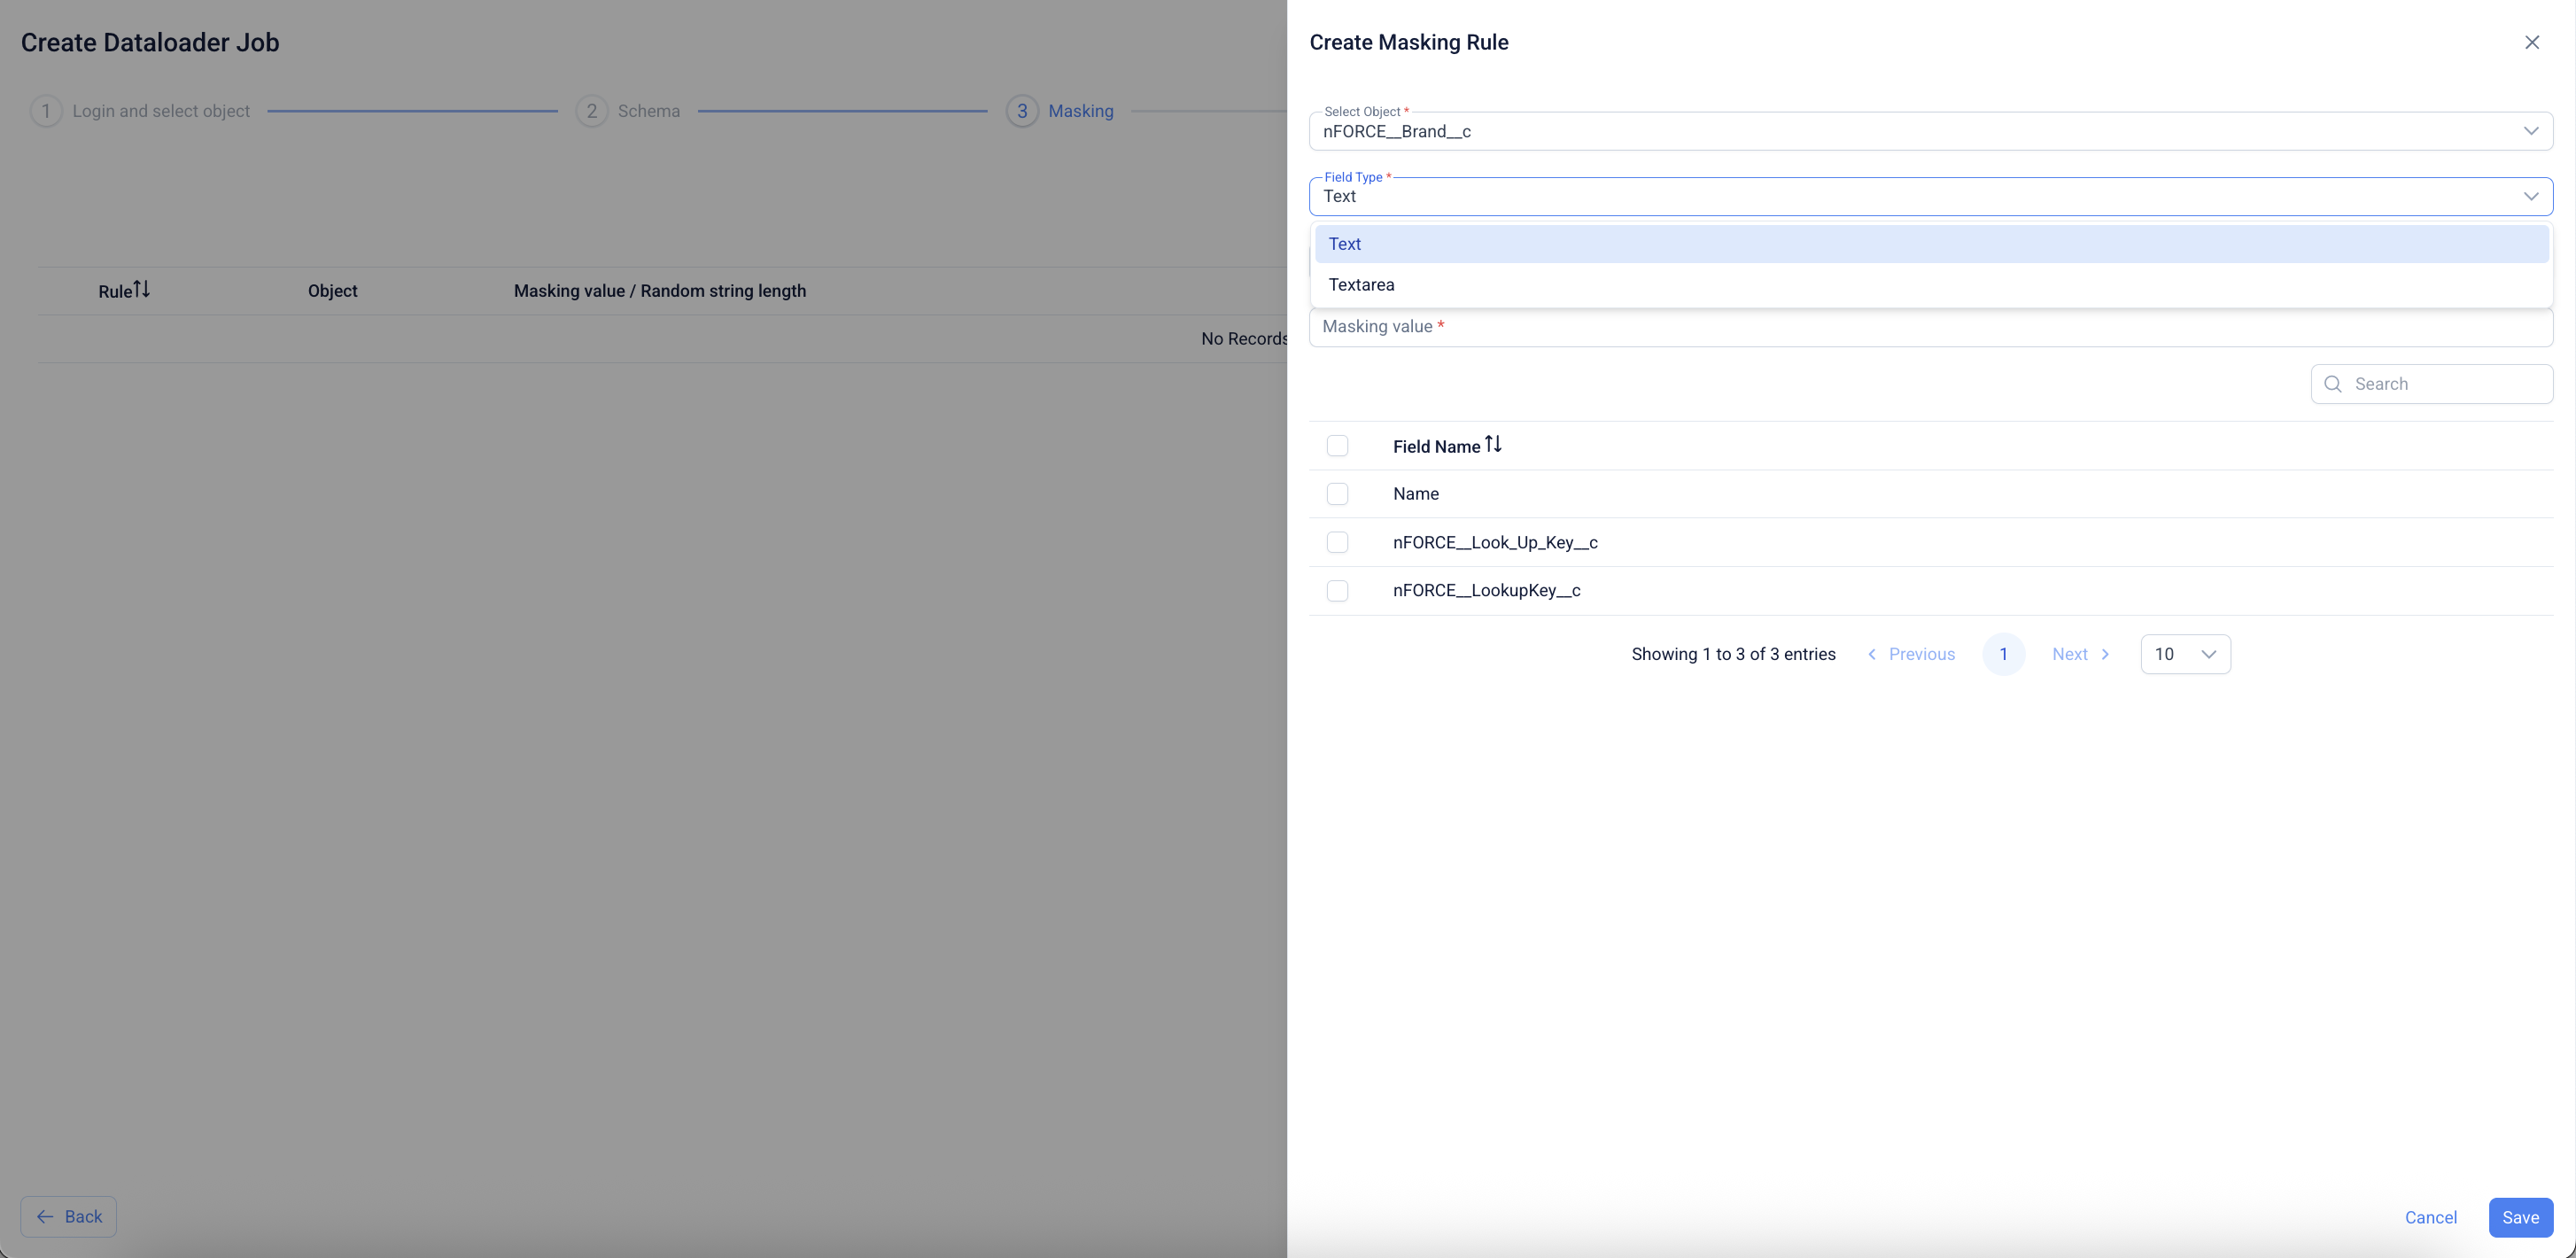 Create Dataloader Job
1 Login and select object 2 Schema 3 Masking
Rule Object Masking value / Random string length
No Records
Back
Create Masking Rule
Select Object *
nFORCE__Brand__c
Field Type *
Text
Text
Textarea
Masking value *
Search
Field Name
Name
nFORCE__Look_Up_Key__c
nFORCE__LookupKey__c
Showing 1 to 3 of 3 entries Previous 1 Next 10
Cancel Save